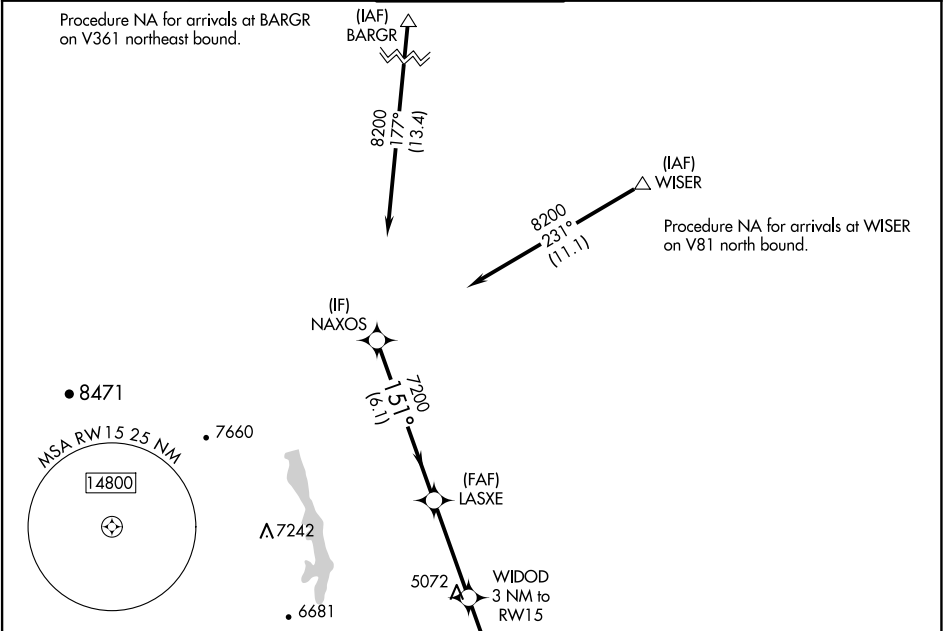 Procedure NA for arrivals at BARGR
on V361 northeast bound.
(IAF)
BARGR
8200
177°
(13.4)
(IAF)
WISER
8200
231°
(11.1)
Procedure NA for arrivals at WISER
on V81 north bound.
(IF)
NAXOS
7200
151°
(6.1)
8471
7660
MSA RW15 25 NM
14800
(FAF)
LASXE
7242
5072
WIDOD
3 NM to
RW15
6681